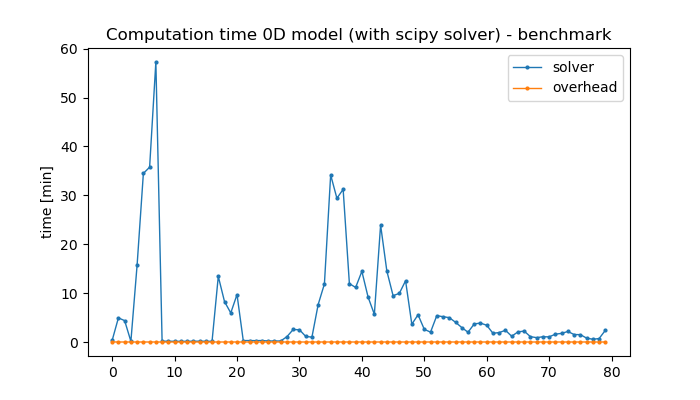 Computation time 0D model (with scipy solver) - benchmark
solver
overhead
time [min]
60
50
40
30
20
10
0
0 10 20 30 40 50 60 70 80